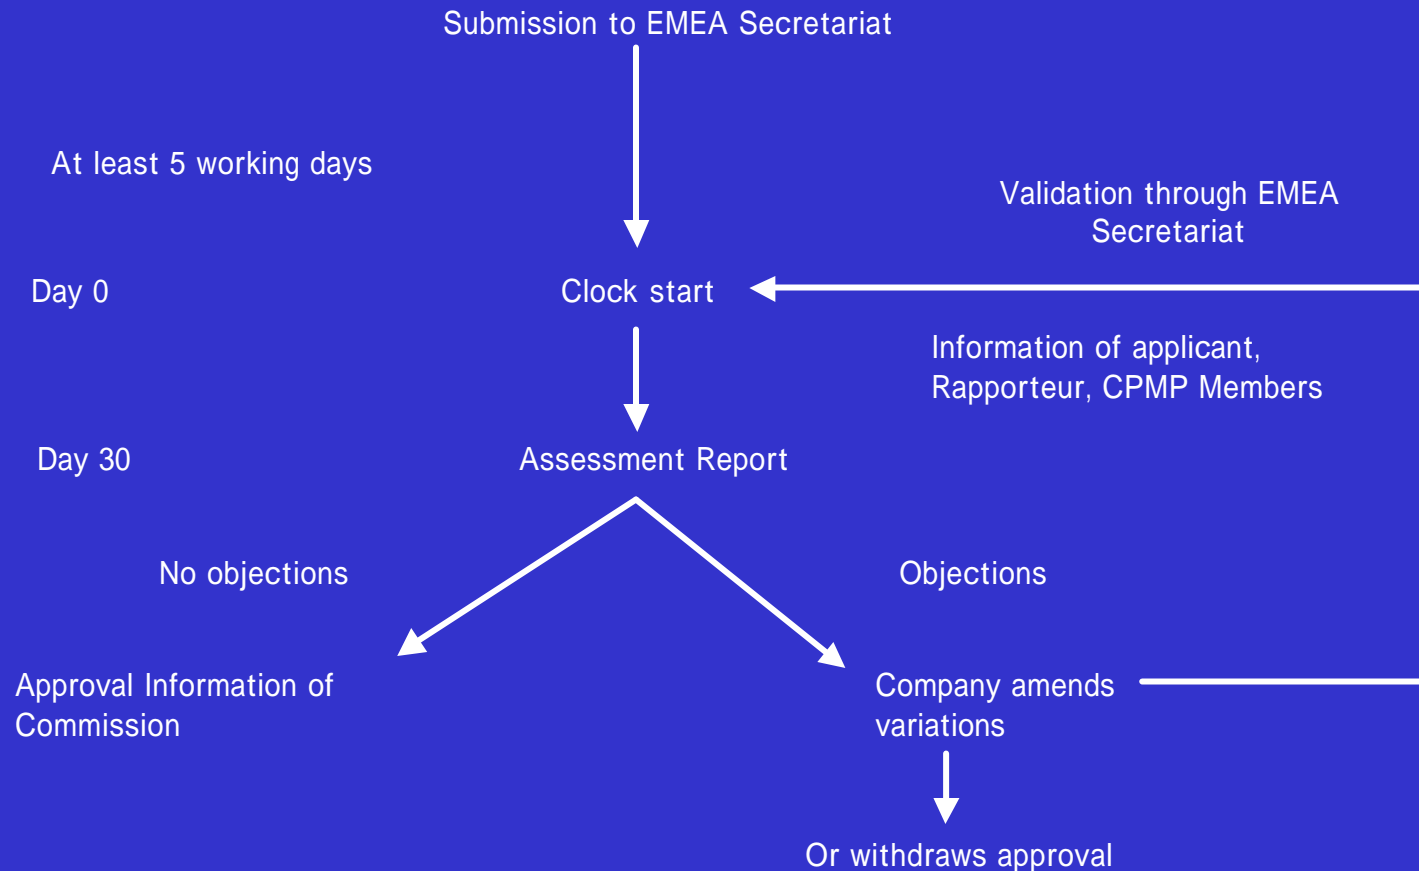 Submission to EMEA Secretariat
At least 5 working days
Validation through EMEA
Secretariat
Day 0
Clock start
Information of applicant,
Rapporteur, CPMP Members
Day 30
Assessment Report
No objections
Objections
Approval Information of
Commission
Company amends
variations
Or withdraws approval